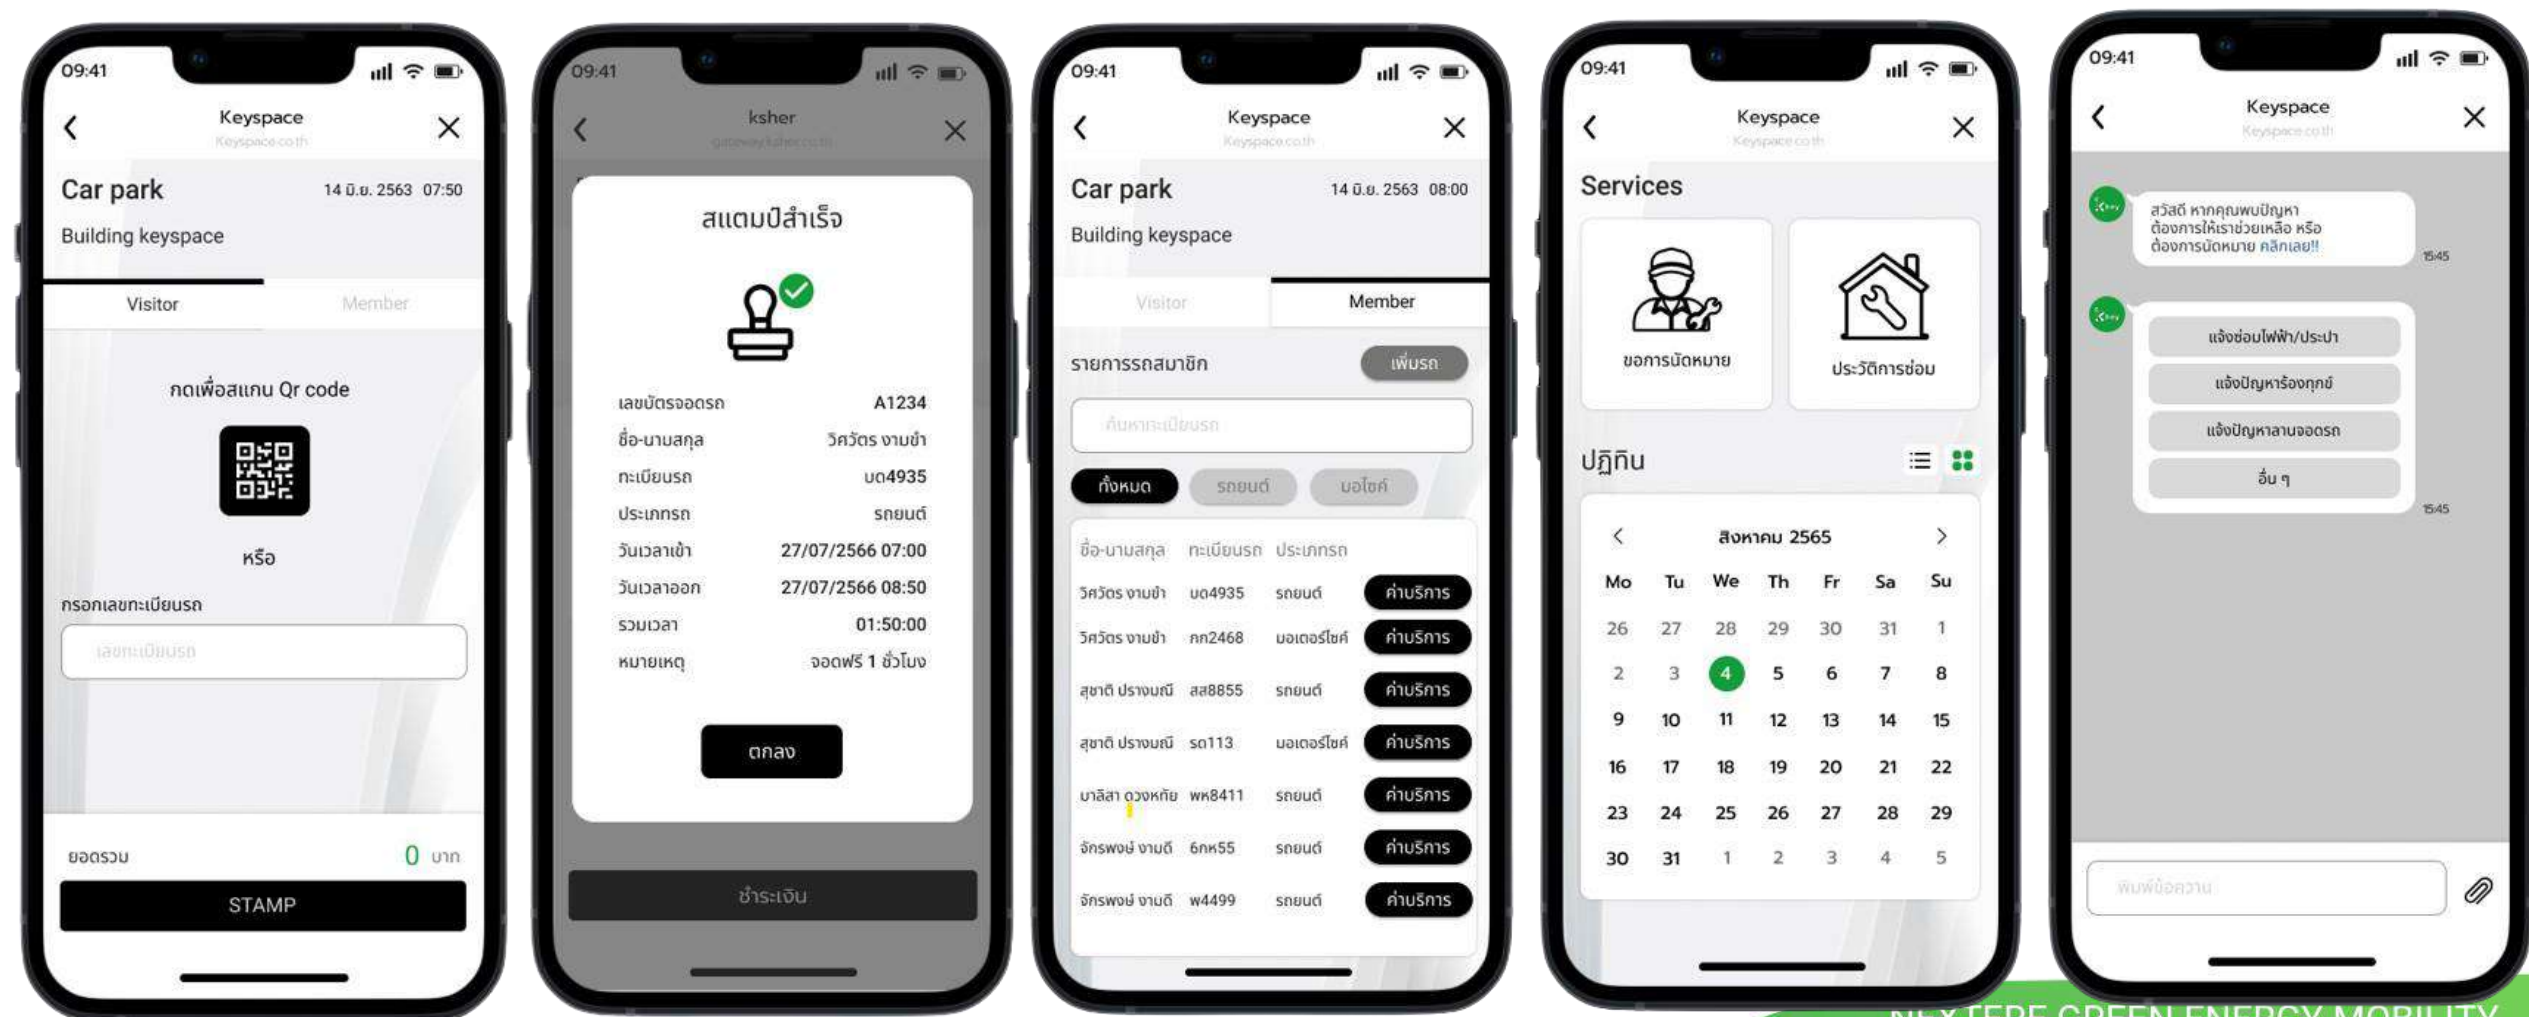 09:41
Keyspace
Keyspace.co.th
Car park 14 มิ.ย. 2563 07:50
Building keyspace
Visitor Member
กดเพื่อสแกน Qr code
หรือ
กรอกเลขทะเบียนรถ
เลขทะเบียนรถ
ยอดรวม 0 บาท
STAMP
09:41
ksher
gateway.ksher.co.th
สแตมป์สำเร็จ
เลขบัตรจอดรถ A1234
ชื่อ-นามสกุล วิศวัตร งามขำ
ทะเบียนรถ บด4935
ประเภทรถ รถยนต์
วันเวลาเข้า 27/07/2566 07:00
วันเวลาออก 27/07/2566 08:50
รวมเวลา 01:50:00
หมายเหตุ จอดฟรี 1 ชั่วโมง
ตกลง
ชำระเงิน
09:41
Keyspace
Keyspace.co.th
Car park 14 มิ.ย. 2563 08:00
Building keyspace
Visitor Member
รายการรถสมาชิก เพิ่มรถ
ค้นหาทะเบียนรถ
ทั้งหมด รถยนต์ มอไซค์
ชื่อ-นามสกุล ทะเบียนรถ ประเภทรถ
วิศวัตร งามขำ บด4935 รถยนต์ ค่าบริการ
วิศวัตร งามขำ กก2468 มอเตอร์ไซค์ ค่าบริการ
สุชาติ ปรางมณี สส8855 รถยนต์ ค่าบริการ
สุชาติ ปรางมณี รด113 มอเตอร์ไซค์ ค่าบริการ
มาลิสา ดวงหทัย พห8411 รถยนต์ ค่าบริการ
จักรพงษ์ งามดี 6กห55 รถยนต์ ค่าบริการ
จักรพงษ์ งามดี พ4499 รถยนต์ ค่าบริการ
09:41
Keyspace
Keyspace.co.th
Services
ขอการนัดหมาย ประวัติการซ่อม
ปฏิทิน
สิงหาคม 2565
Mo Tu We Th Fr Sa Su
26 27 28 29 30 31 1
2 3 4 5 6 7 8
9 10 11 12 13 14 15
16 17 18 19 20 21 22
23 24 25 26 27 28 29
30 31 1 2 3 4 5
09:41
Keyspace
Keyspace.co.th
สวัสดี หากคุณพบปัญหา
ต้องการให้เราช่วยเหลือ หรือ
ต้องการนัดหมาย คลิกเลย!!
15:45
แจ้งซ่อมไฟฟ้า/ประปา
แจ้งปัญหาร้องทุกข์
แจ้งปัญหาลานจอดรถ
อื่น ๆ
15:45
พิมพ์ข้อความ
GREEN ENERGY MOBILITY